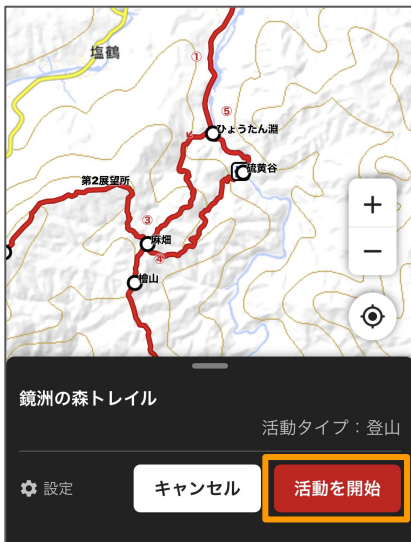 塩鶴
①
⑤
ひょうたん淵
硫黄谷
第2展望所
③
麻畑
④
檜山
鏡洲の森トレイル
活動タイプ：登山
設定
キャンセル
活動を開始